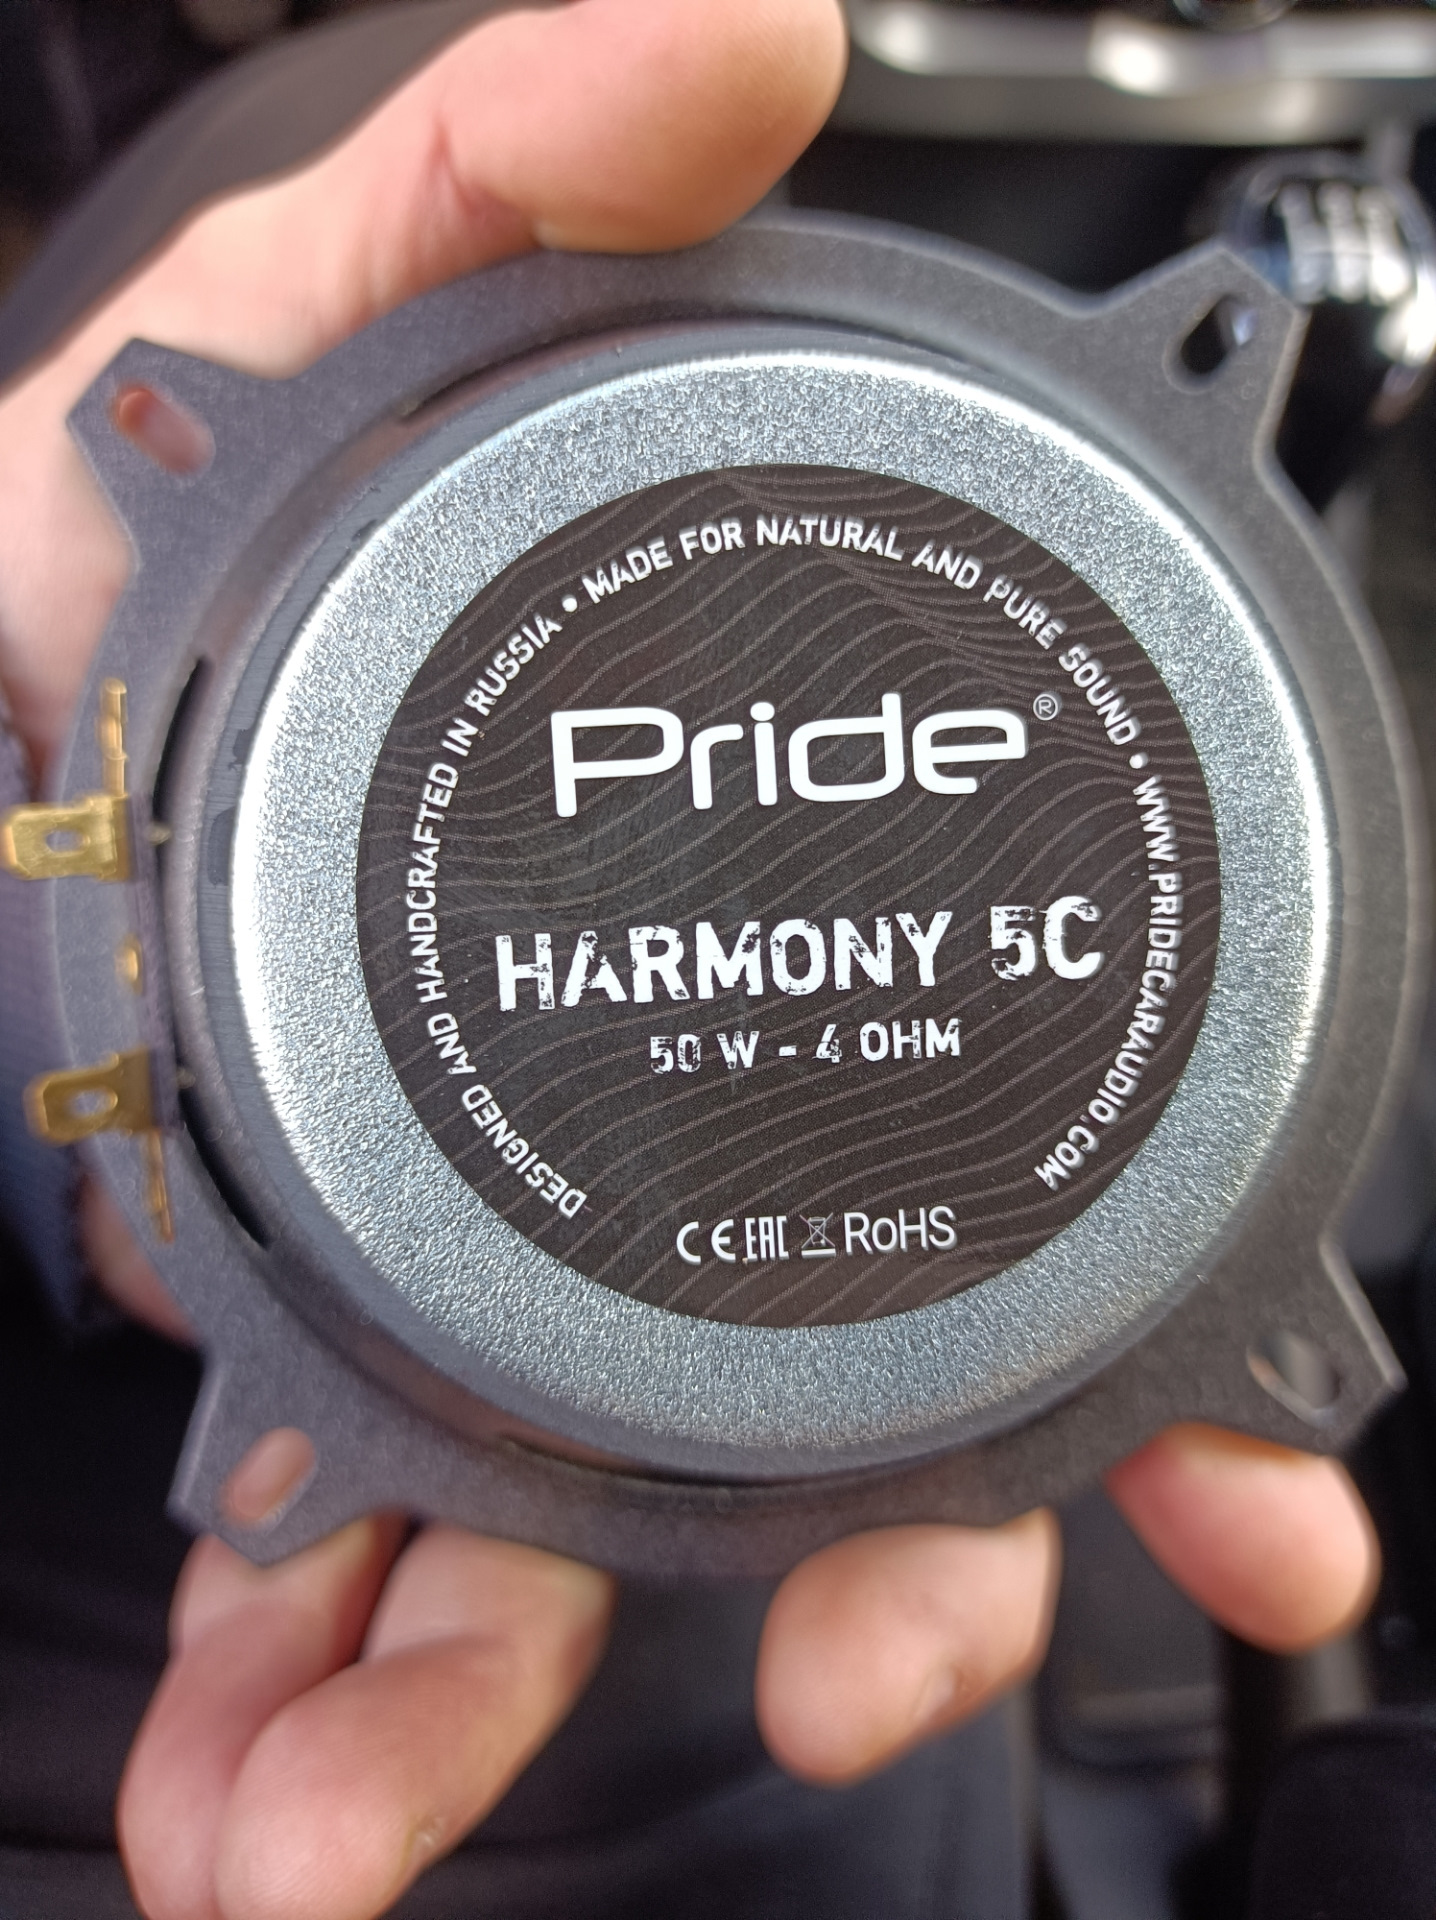 DESIGNED AND HANDCRAFTED IN RUSSIA • MADE FOR NATURAL AND PURE SOUND • WWW.PRIDECARAUDIO.COM
Pride®
HARMONY 5C
50 W - 4 OHM
CE EAC RoHS